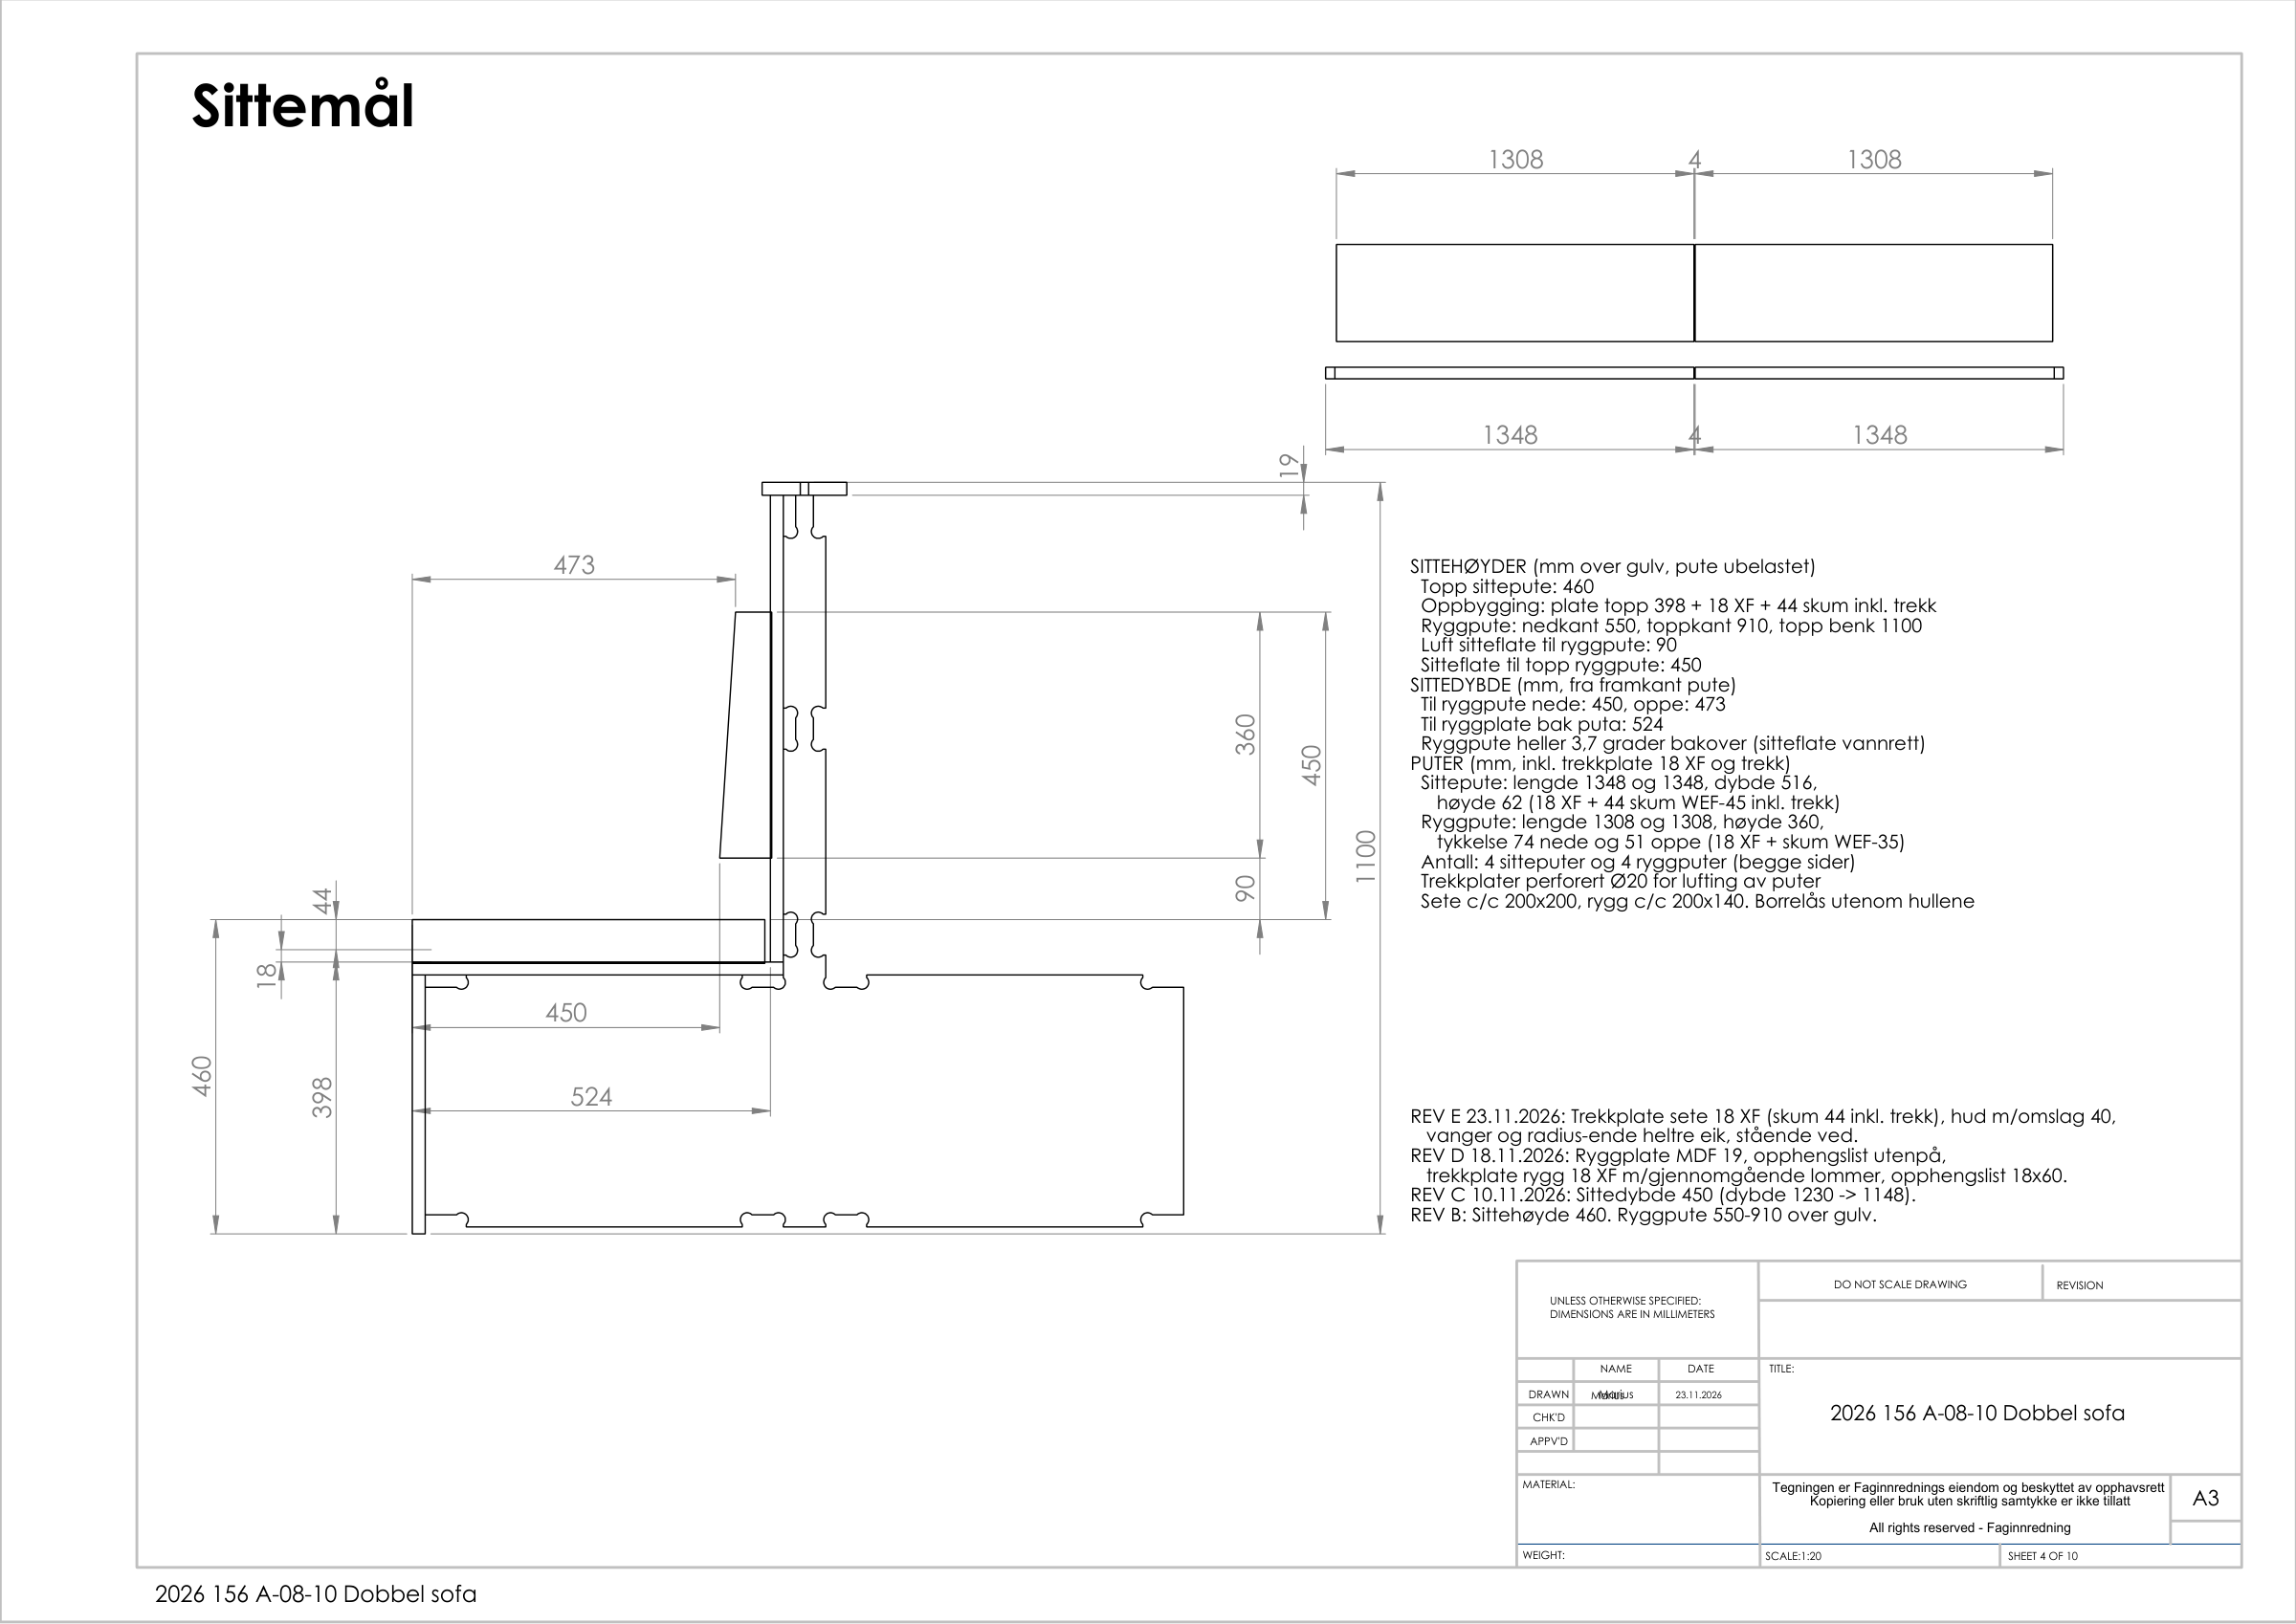 Sittemål
1308 4 1308
1348 4 1348
19
473
SITTEHØYDER (mm over gulv, pute ubelastet)
Topp sittepute: 460
Oppbygging: plate topp 398 + 18 XF + 44 skum inkl. trekk
Ryggpute: nedkant 550, toppkant 910, topp benk 1100
Luft sitteflate til ryggpute: 90
Sitteflate til topp ryggpute: 450
SITTEDYBDE (mm, fra framkant pute)
Til ryggpute nede: 450, oppe: 473
Til ryggplate bak puta: 524
Ryggpute heller 3,7 grader bakover (sitteflate vannrett)
PUTER (mm, inkl. trekkplate 18 XF og trekk)
Sittepute: lengde 1348 og 1348, dybde 516,
høyde 62 (18 XF + 44 skum WEF-45 inkl. trekk)
Ryggpute: lengde 1308 og 1308, høyde 360,
tykkelse 74 nede og 51 oppe (18 XF + skum WEF-35)
Antall: 4 sitteputer og 4 ryggputer (begge sider)
Trekkplater perforert Ø20 for lufting av puter
Sete c/c 200x200, rygg c/c 200x140. Borrelås utenom hullene
360
450
1100
90
44
18
450
460
398
524
REV E 23.11.2026: Trekkplate sete 18 XF (skum 44 inkl. trekk), hud m/omslag 40,
vanger og radius-ende heltre eik, stående ved.
REV D 18.11.2026: Ryggplate MDF 19, opphengslist utenpå,
trekkplate rygg 18 XF m/gjennomgående lommer, opphengslist 18x60.
REV C 10.11.2026: Sittedybde 450 (dybde 1230 -> 1148).
REV B: Sittehøyde 460. Ryggpute 550-910 over gulv.
UNLESS OTHERWISE SPECIFIED:
DIMENSIONS ARE IN MILLIMETERS
DO NOT SCALE DRAWING
REVISION
NAME DATE
TITLE:
DRAWN Marius 23.11.2026
CHK'D
APPV'D
2026 156 A-08-10 Dobbel sofa
MATERIAL:
Tegningen er Faginnrednings eiendom og beskyttet av opphavsrett
Kopiering eller bruk uten skriftlig samtykke er ikke tillatt
All rights reserved - Faginnredning
A3
WEIGHT:
SCALE:1:20
SHEET 4 OF 10
2026 156 A-08-10 Dobbel sofa